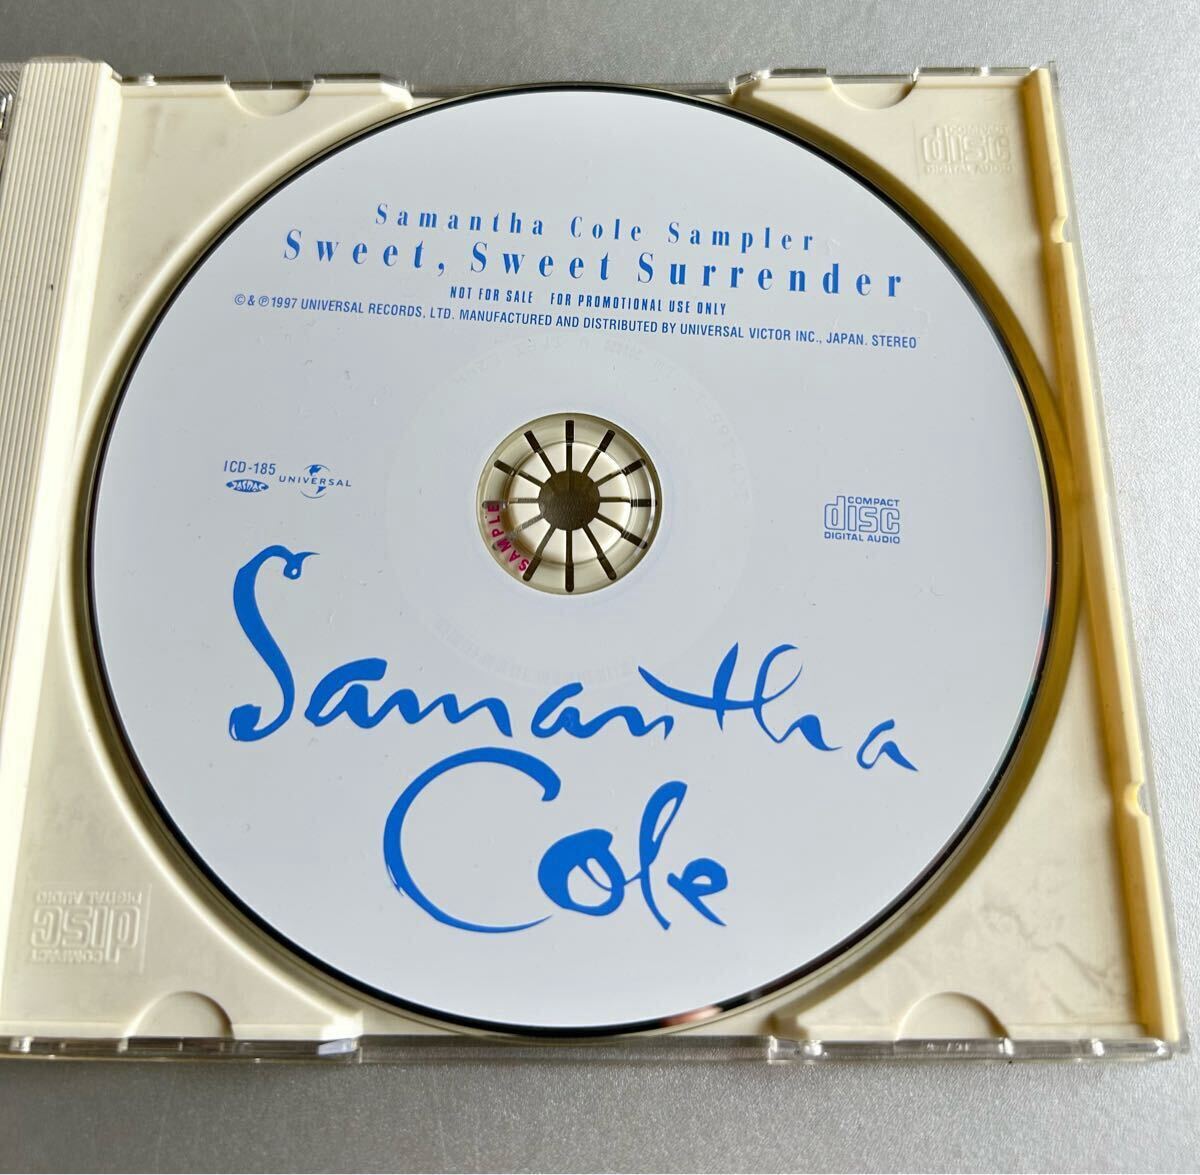 COMPACT
disc
DIGITAL AUDIO
Samantha Cole Sampler
Sweet, Sweet Surrender
NOT FOR SALE FOR PROMOTIONAL USE ONLY
©&℗1997 UNIVERSAL RECORDS, LTD. MANUFACTURED AND DISTRIBUTED BY UNIVERSAL VICTOR INC., JAPAN. STEREO
ICD-185
JASRAC
UNIVERSAL
SAMPLE
COMPACT
disc
DIGITAL AUDIO
Samantha
Cole
COMPACT
disc
DIGITAL AUDIO